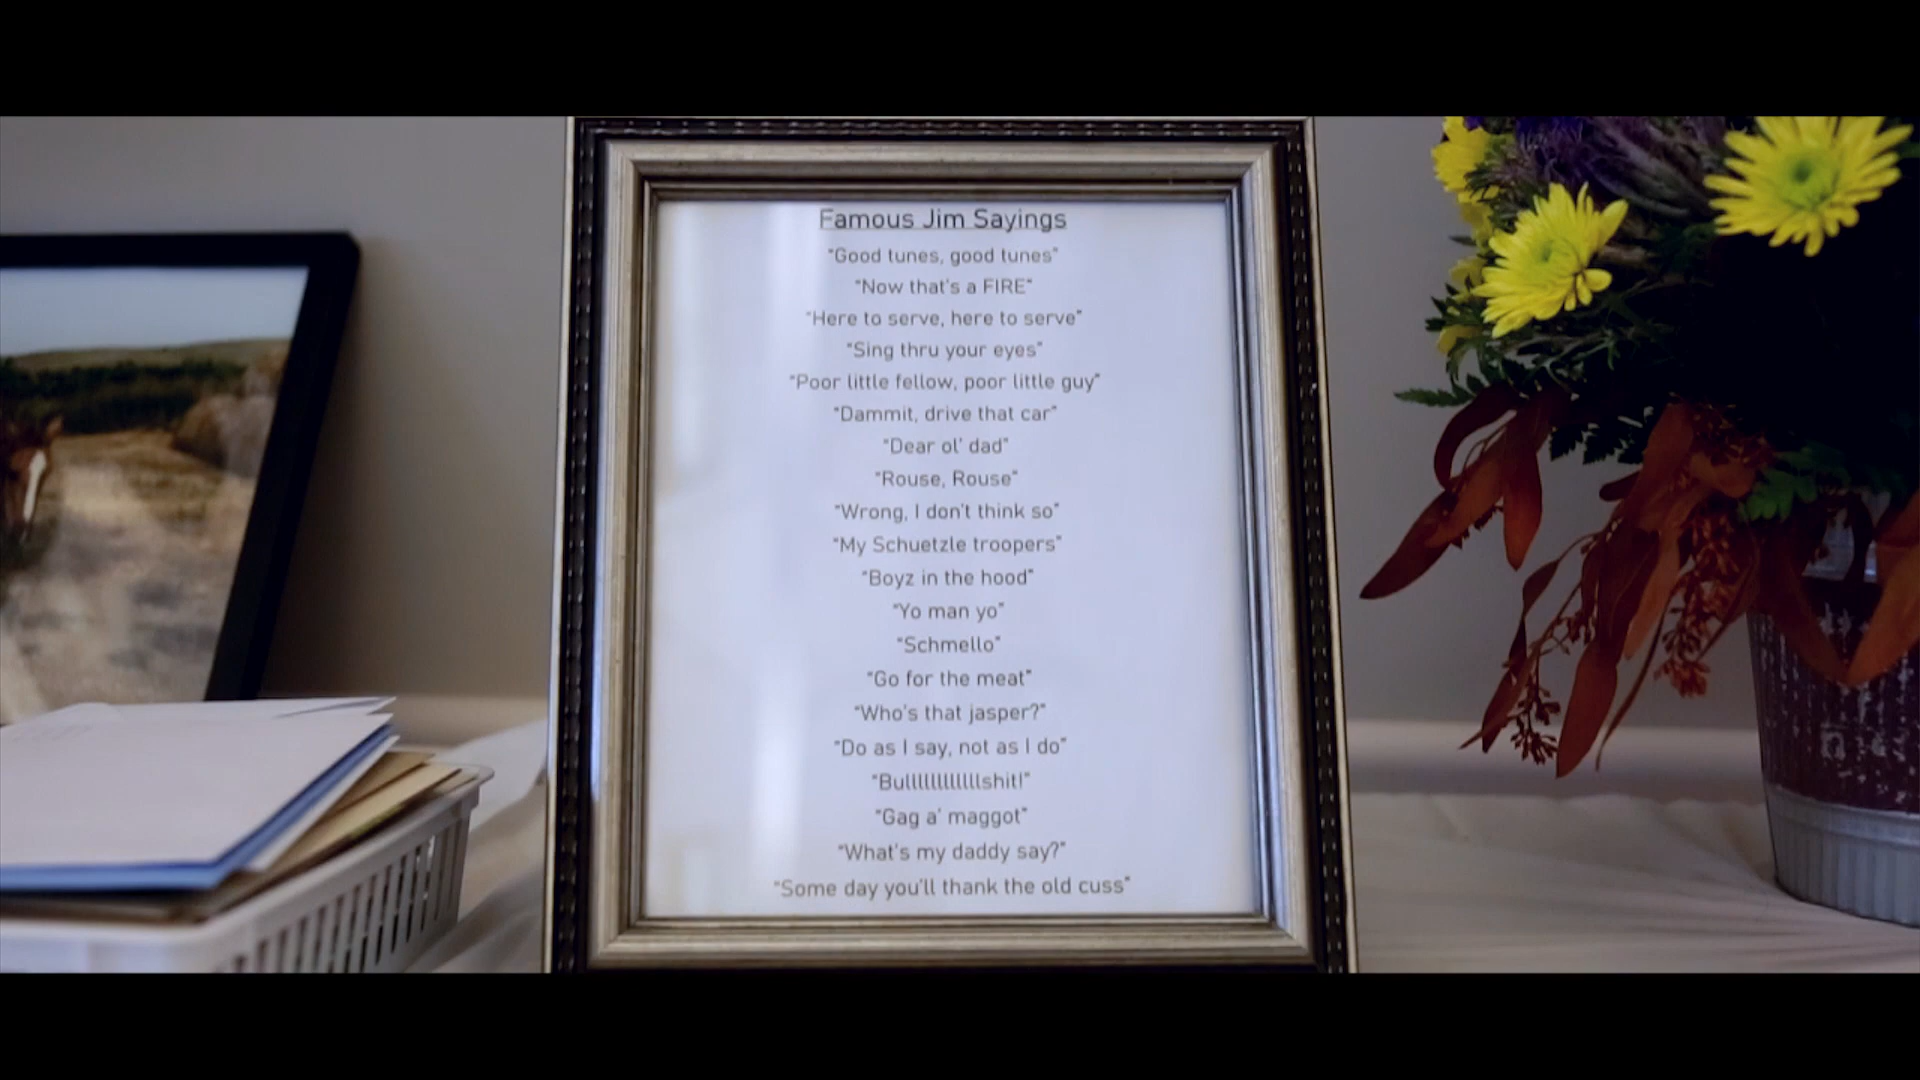 Famous Jim Sayings
"Good tunes, good tunes"
"Now that's a FIRE"
"Here to serve, here to serve"
"Sing thru your eyes"
"Poor little fellow, poor little guy"
"Dammit, drive that car"
"Dear ol' dad"
"Rouse, Rouse"
"Wrong, I don't think so"
"My Schuetzle troopers"
"Boyz in the hood"
"Yo man yo"
"Schmello"
"Go for the meat"
"Who's that jasper?"
"Do as I say, not as I do"
"Bulllllllllllllshit!"
"Gag a' maggot"
"What's my daddy say?"
"Some day you'll thank the old cuss"